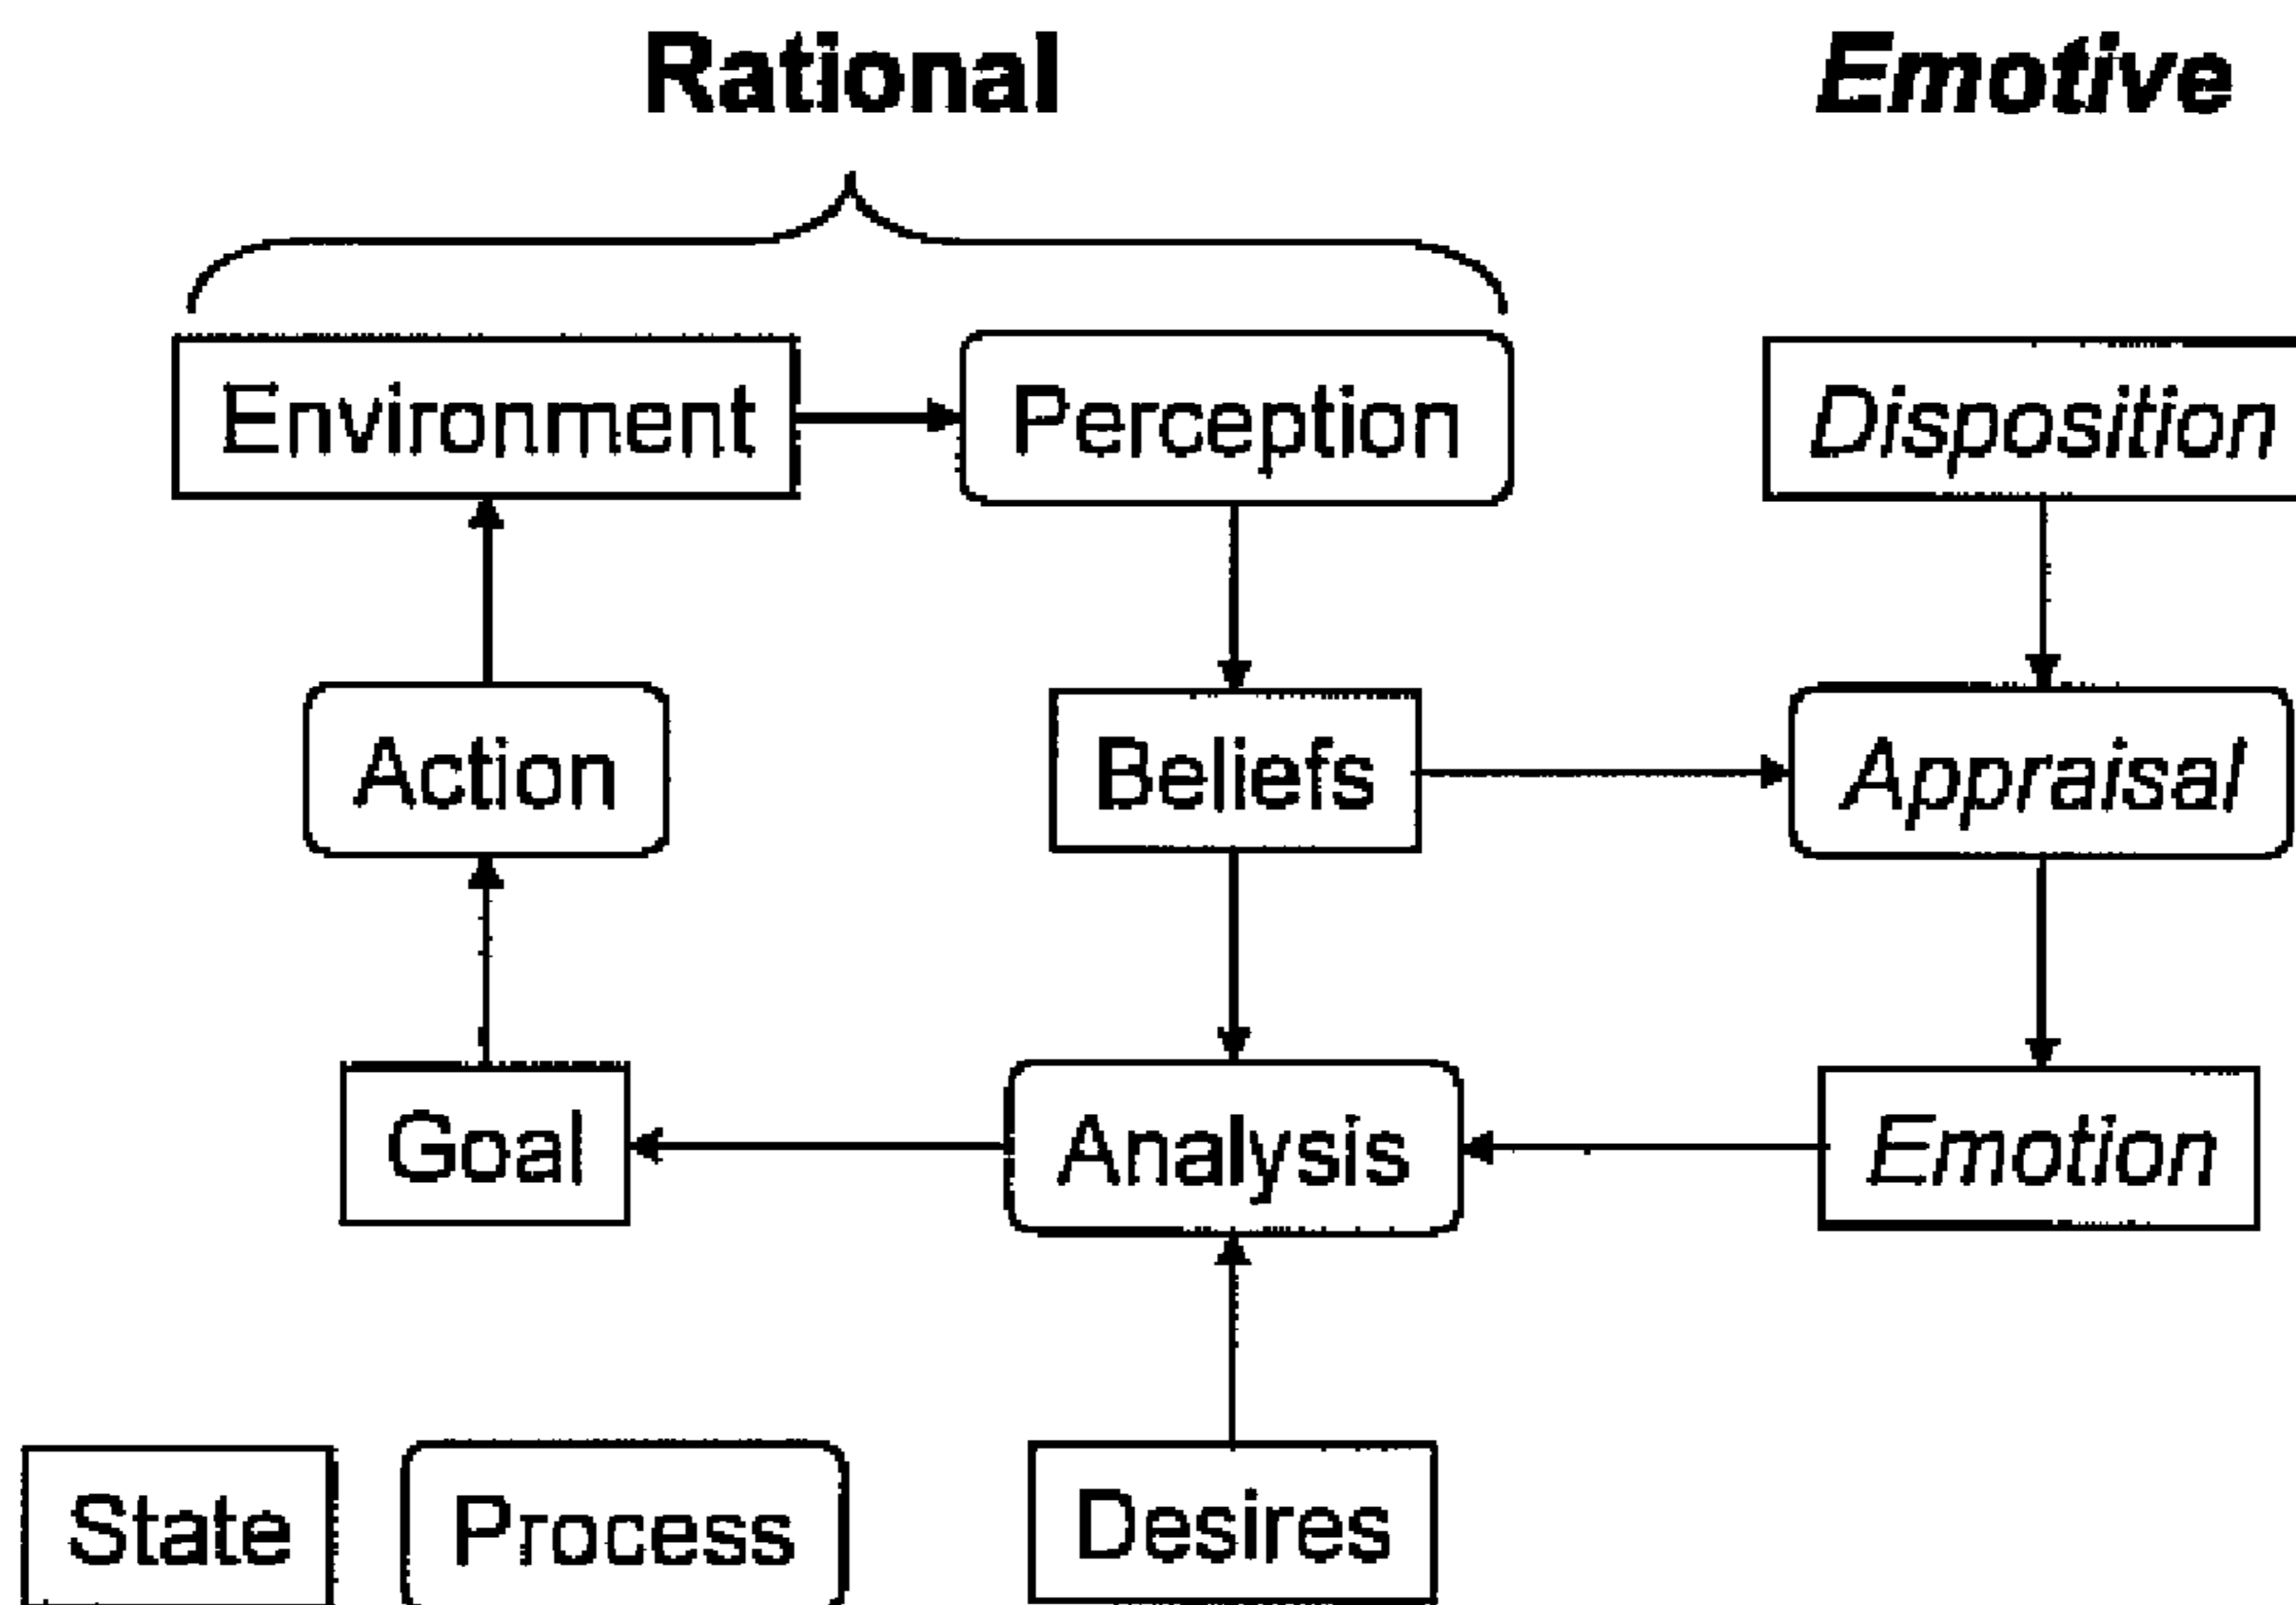 Rational Emotive
Environment Perception Disposition
Action Beliefs Appraisal
Goal Analysis Emotion
State Process Desires